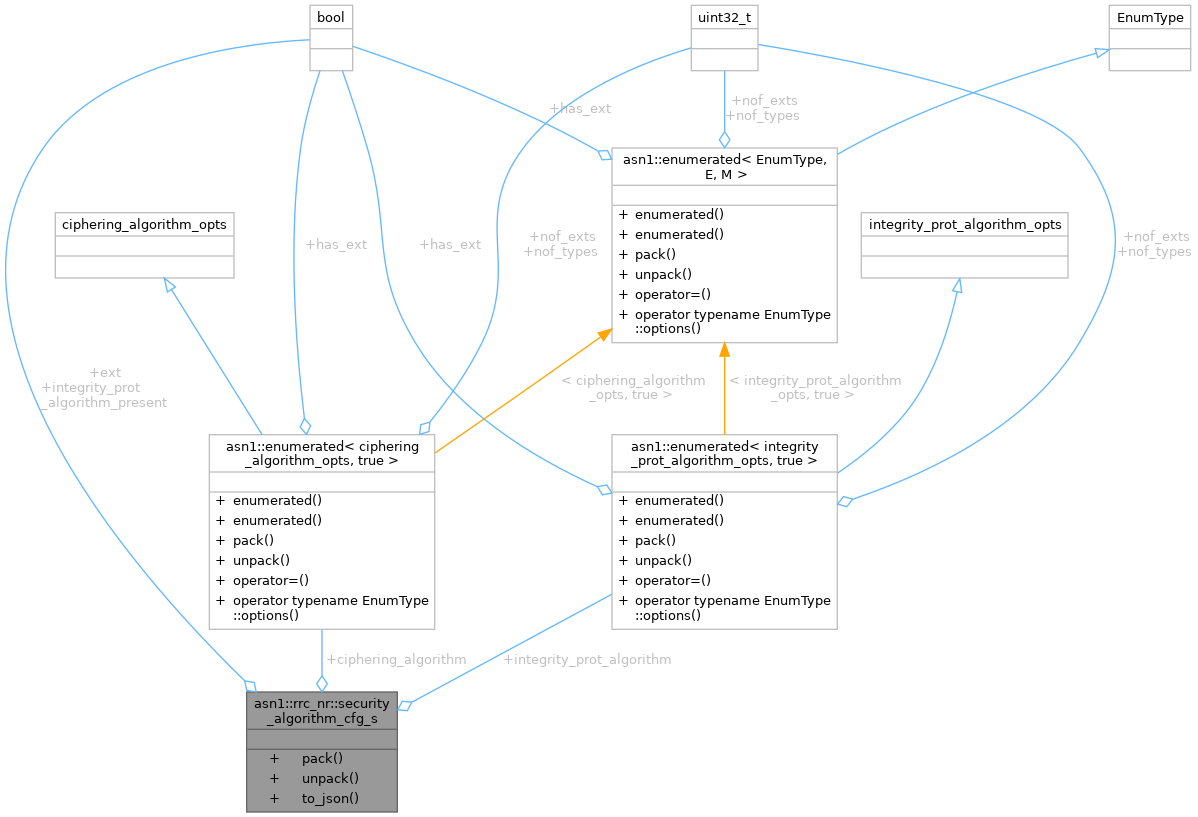 bool
uint32_t
EnumType
+has_ext
+nof_exts
+nof_types
asn1::enumerated< EnumType,
E, M >
+ enumerated()
+ enumerated()
+ pack()
+ unpack()
+ operator=()
+ operator typename EnumType
::options()
ciphering_algorithm_opts
integrity_prot_algorithm_opts
+has_ext
+has_ext
+nof_exts
+nof_types
+nof_exts
+nof_types
+ext
+integrity_prot
_algorithm_present
< ciphering_algorithm
_opts, true >
< integrity_prot_algorithm
_opts, true >
asn1::enumerated< ciphering
_algorithm_opts, true >
+ enumerated()
+ enumerated()
+ pack()
+ unpack()
+ operator=()
+ operator typename EnumType
::options()
asn1::enumerated< integrity
_prot_algorithm_opts, true >
+ enumerated()
+ enumerated()
+ pack()
+ unpack()
+ operator=()
+ operator typename EnumType
::options()
+ciphering_algorithm
+integrity_prot_algorithm
asn1::rrc_nr::security
_algorithm_cfg_s
+ pack()
+ unpack()
+ to_json()